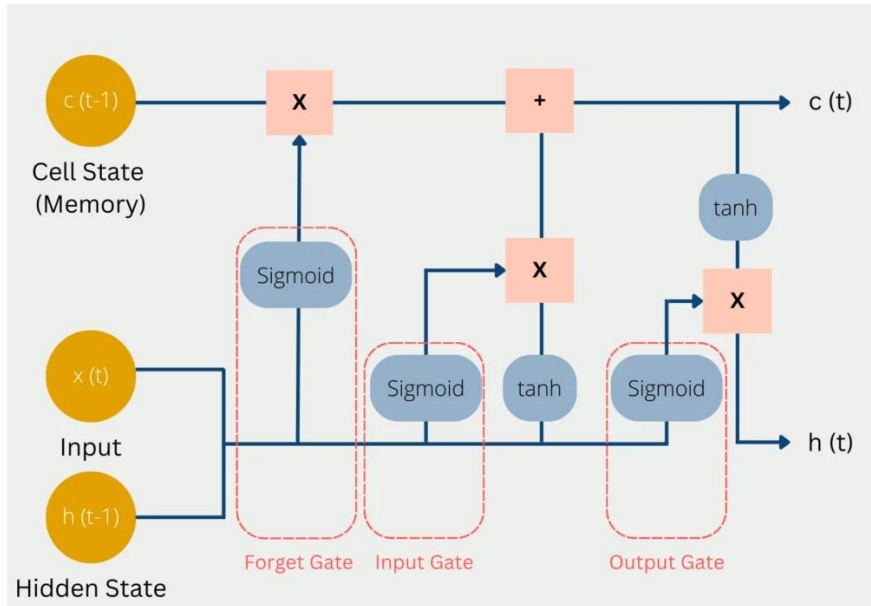 c (t-1)
X
+
c (t)
Cell State
(Memory)
tanh
Sigmoid
X
X
x (t)
Sigmoid
tanh
Sigmoid
Input
h (t)
h (t-1)
Forget Gate
Input Gate
Output Gate
Hidden State